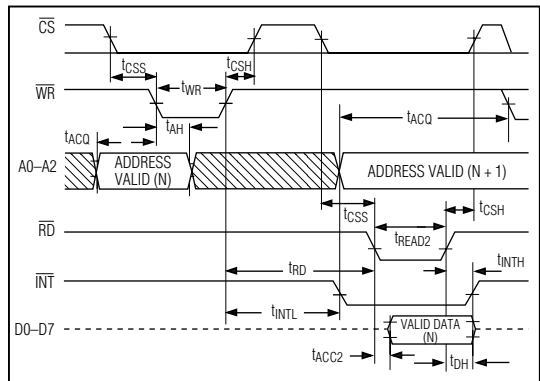 CS
tCSS
tCSH
tWR
WR
tAH
tACQ
tACQ
A0–A2
ADDRESS
VALID (N)
ADDRESS VALID (N + 1)
tCSS
tCSH
RD
tREAD2
tRD
tINTH
INT
tINTL
D0–D7
VALID DATA
(N)
tACC2
tDH